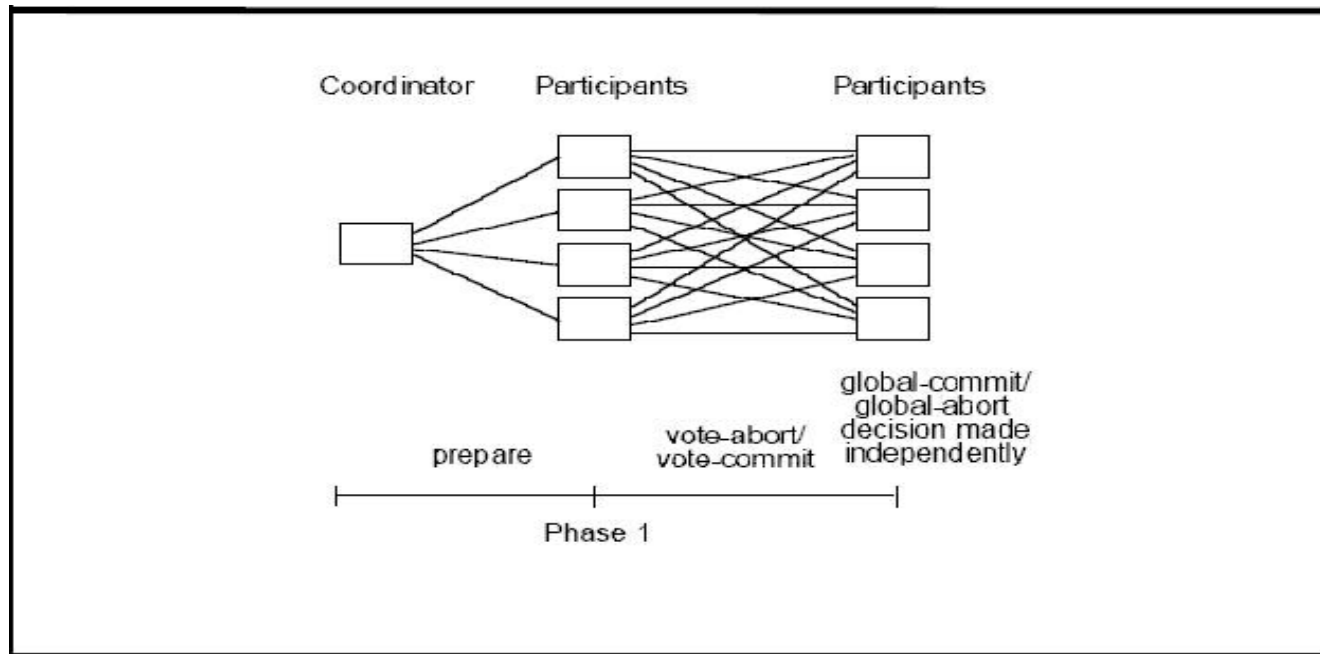 Coordinator
Participants
Participants
global-commit/
global-abort
decision made
independently
vote-abort/
vote-commit
prepare
Phase 1